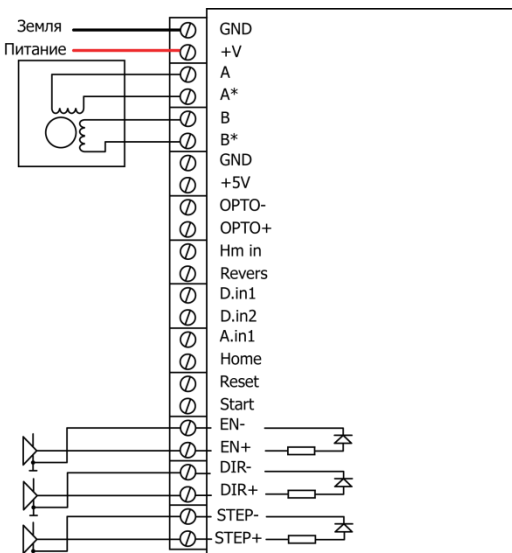 Земля
GND
Питание
+V
A
A*
B
B*
GND
+5V
OPTO-
OPTO+
Hm in
Revers
D.in1
D.in2
A.in1
Home
Reset
Start
EN-
EN+
DIR-
DIR+
STEP-
STEP+